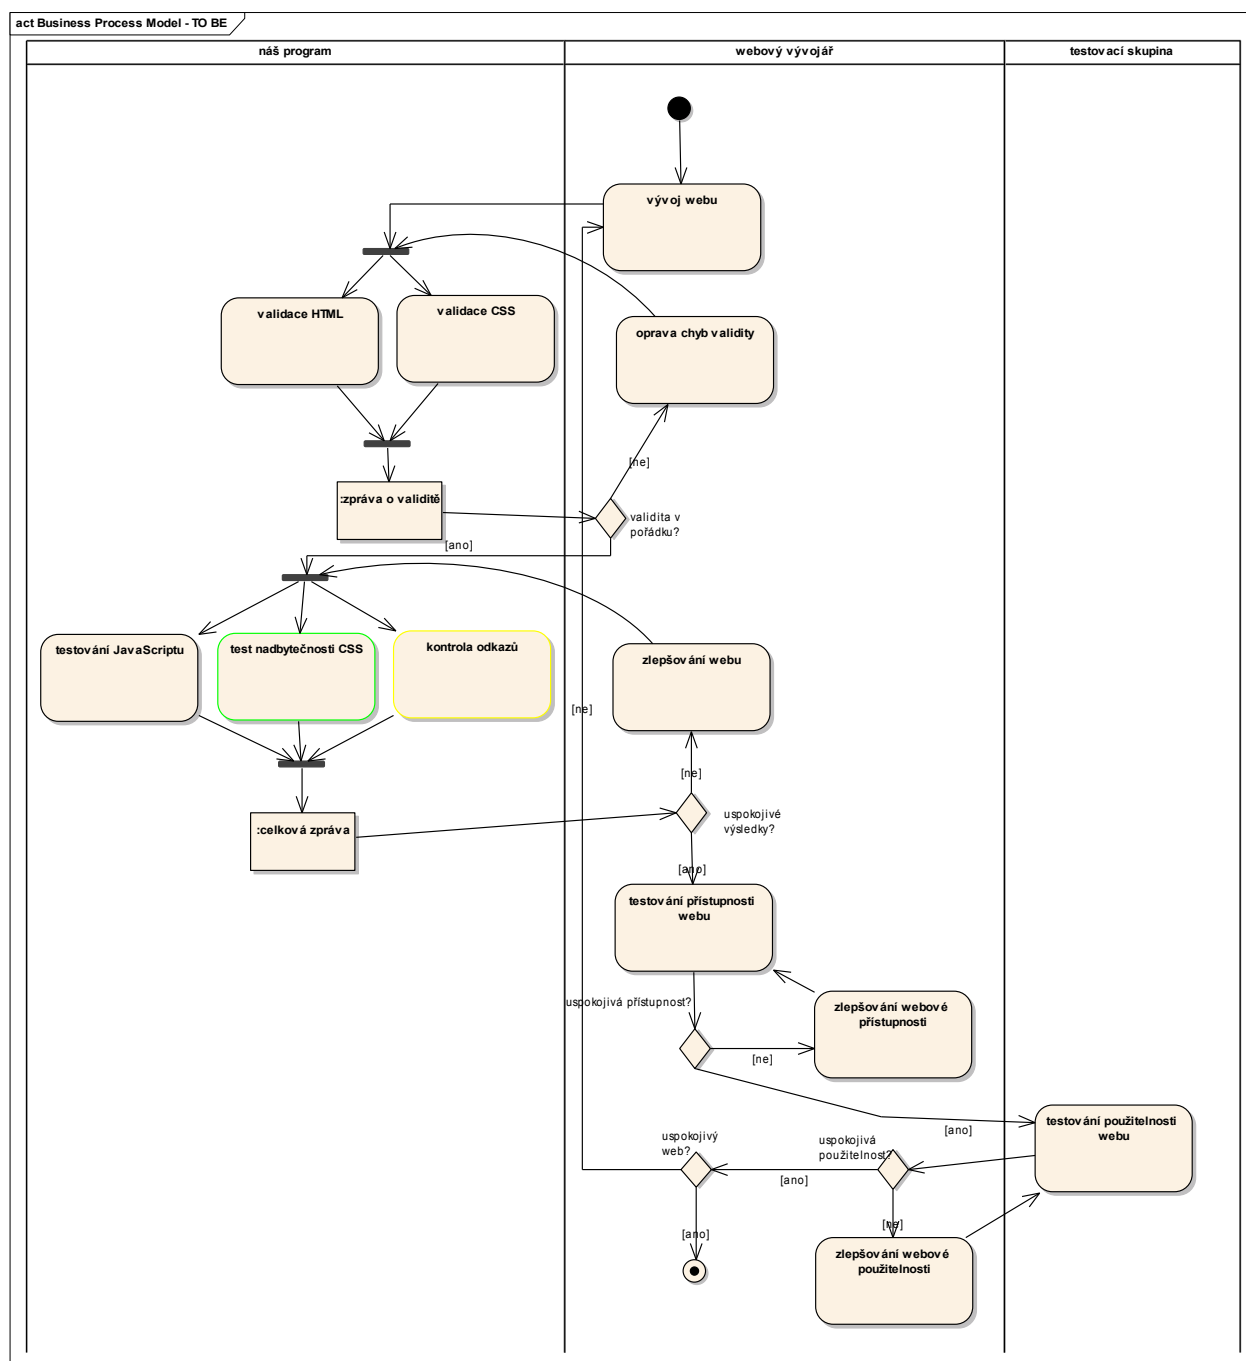 act Business Process Model - TO BE
náš program
webový vývojář
testovací skupina
vývoj webu
validace HTML
validace CSS
oprava chyb validity
[ne]
:zpráva o validitě
validita v
pořádku?
[ano]
testování JavaScriptu
test nadbytečnosti CSS
kontrola odkazů
zlepšování webu
[ne]
[ne]
:celková zpráva
uspokojivé
výsledky?
[ano]
testování přístupnosti
webu
uspokojivá přístupnost?
zlepšování webové
přístupnosti
[ne]
testování použitelnosti
webu
[ano]
uspokojivý
web?
uspokojivá
použitelnost?
[ano]
[ne]
[ano]
zlepšování webové
použitelnosti